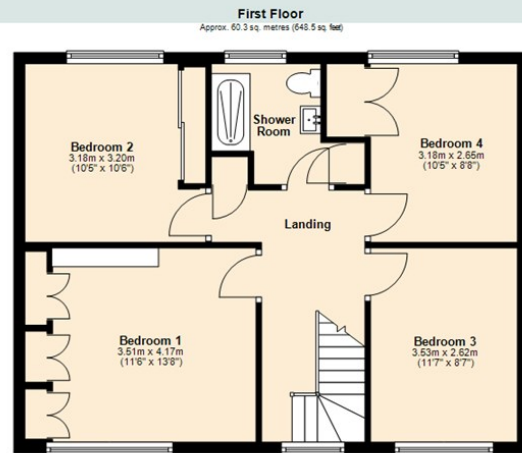 First Floor
Approx. 60.3 sq. metres (648.5 sq. feet)
Bedroom 2
3.18m x 3.20m
(10'5" x 10'6")
Shower
Room
Bedroom 4
3.18m x 2.65m
(10'5" x 8'8")
Landing
Bedroom 1
3.51m x 4.17m
(11'6" x 13'8")
Bedroom 3
3.53m x 2.62m
(11'7" x 8'7")